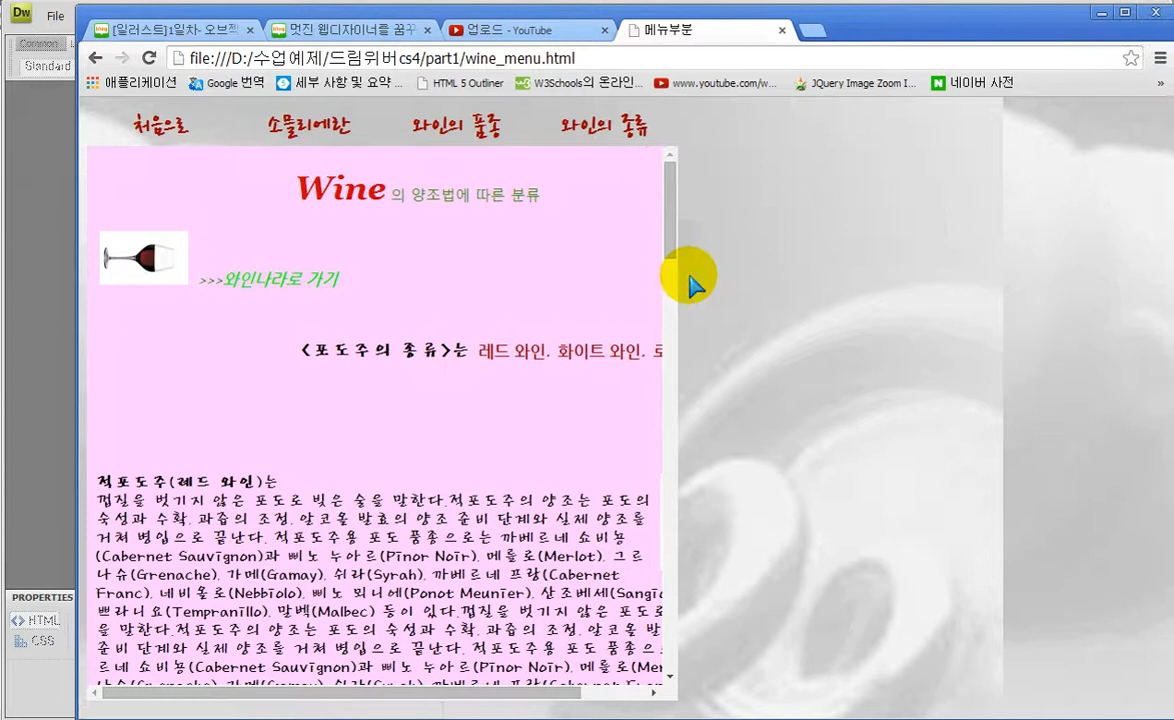 Dw File
Common
Standard
[일러스트]1일차- 오브젝
멋진 웹디자이너를 꿈꾸
업로드 - YouTube
메뉴부분
file:///D:/수업예제/드림위버cs4/part1/wine_menu.html
애플리케이션
Google 번역
세부 사항 및 요약 ...
HTML 5 Outliner
W3Schools의 온라인...
www.youtube.com/w...
JQuery Image Zoom I...
네이버 사전
»
처음으로 소믈리에란 와인의 품종 와인의 종류
Wine 의 양조법에 따른 분류
>>>와인나라로 가기
<포도주의 종류>는 레드 와인, 화이트 와인, 로
적포도주(레드 와인)는
껍질을 벗기지 않은 포도로 빚은 술을 말한다.적포도주의 양조는 포도의
숙성과 수확, 과즙의 조정, 알코올 발효의 양조 준비 단계와 실제 양조를
거쳐 병입으로 끝난다. 적포도주용 포도 품종으로는 까베르네 쇼비뇽
(Cabernet Sauvignon)과 삐노 누아르(Pinor Noir), 메를로(Merlot), 그르
나슈(Grenache), 가메(Gamay), 쉬라(Syrah), 까베르네 프랑(Cabernet
Franc), 네비올로(Nebbiolo), 삐노 뫼니에(Ponot Meunier), 산조베세(Sangio
쁘라니요(Tempranillo), 말벡(Malbec) 등이 있다.껍질을 벗기지 않은 포도로
을 말한다.적포도주의 양조는 포도의 숙성과 수확, 과즙의 조정, 알코올 발
준비 단계와 실제 양조를 거쳐 병입으로 끝난다. 적포도주용 포도 품종으
르네 쇼비뇽(Cabernet Sauvignon)과 삐노 누아르(Pinor Noir), 메를로(Mer
나슈(Grenache), 가메(Gamay), 쉬라(Syrah), 까베르네 프랑(Cabernet
PROPERTIES
<> HTML
CSS